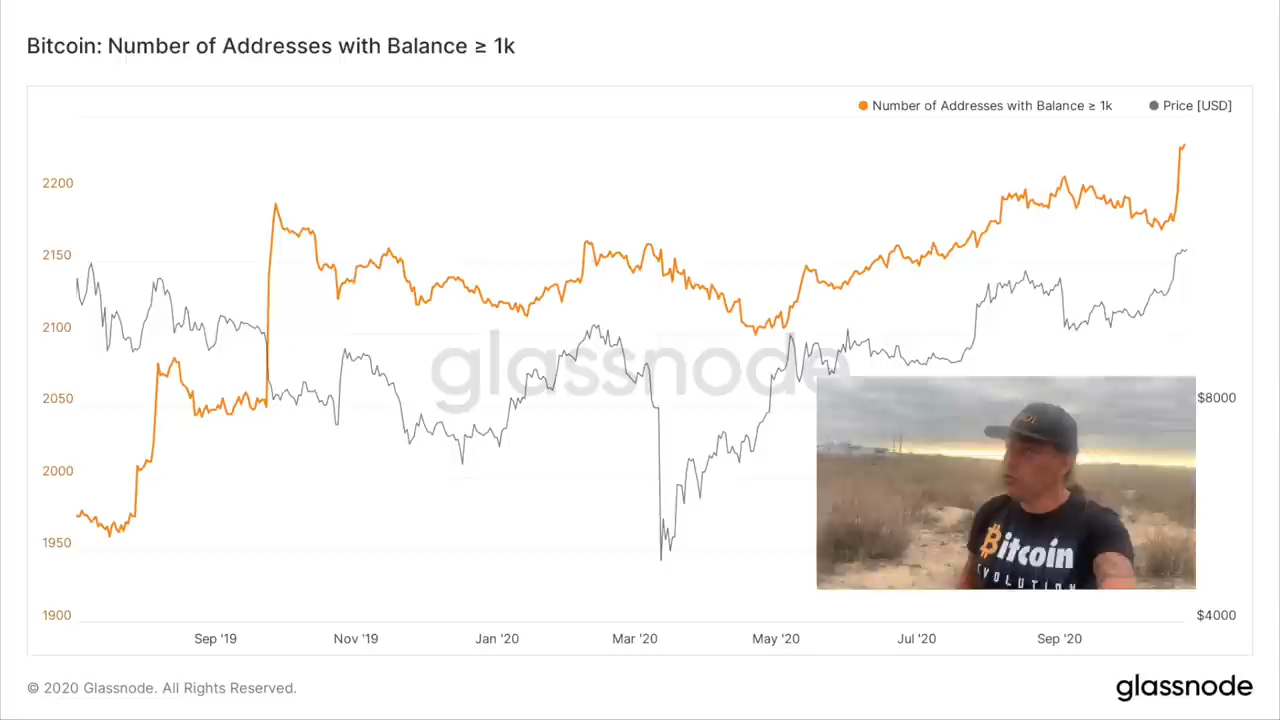 Bitcoin: Number of Addresses with Balance ≥ 1k
Number of Addresses with Balance ≥ 1k
Price [USD]
2200
2150
2100
2050
2000
1950
1900
$8000
$4000
glassnode
Bitcoin
EVOLUTION
Sep '19
Nov '19
Jan '20
Mar '20
May '20
Jul '20
Sep '20
© 2020 Glassnode. All Rights Reserved.
glassnode